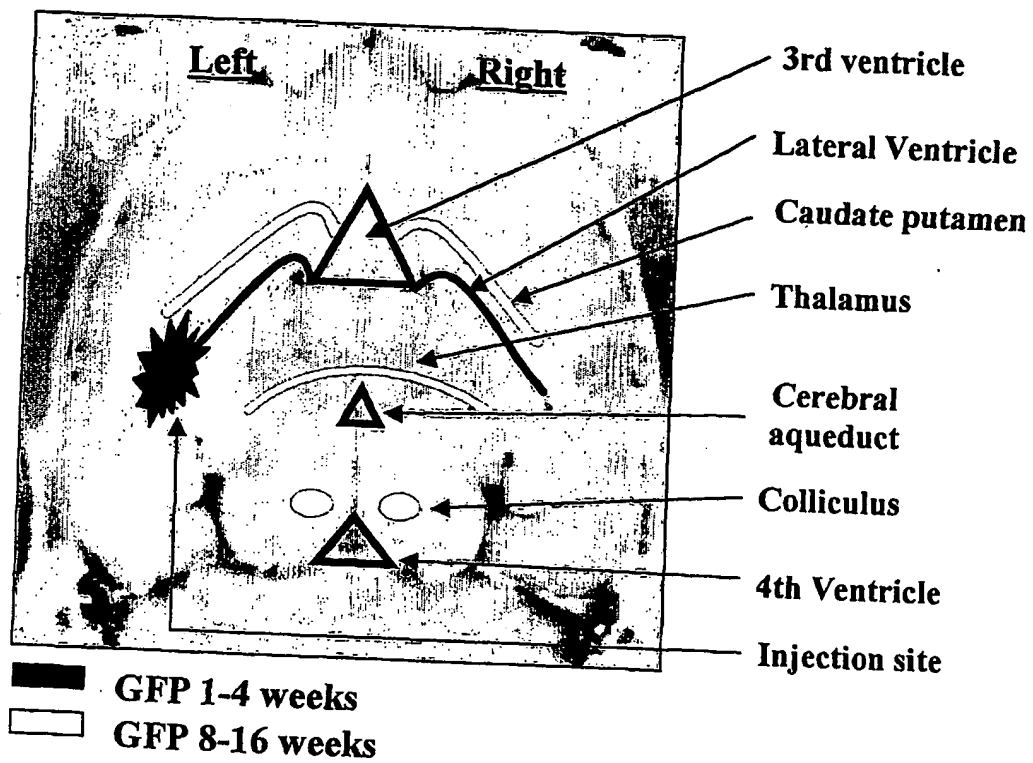 Left
Right
3rd ventricle
Lateral Ventricle
Caudate putamen
Thalamus
Cerebral
aqueduct
Colliculus
4th Ventricle
Injection site
GFP 1-4 weeks
GFP 8-16 weeks